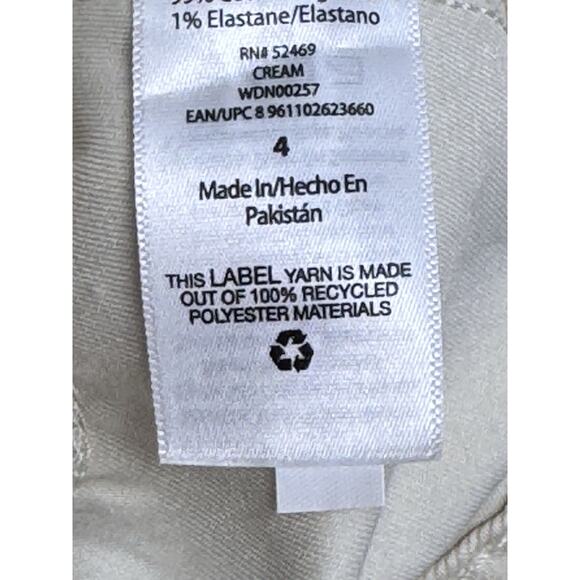 1% Elastane/Elastano
RN# 52469
CREAM
WDN00257
EAN/UPC 8 961102623660
4
Made In/Hecho En
Pakistán
THIS LABEL YARN IS MADE
OUT OF 100% RECYCLED
POLYESTER MATERIALS